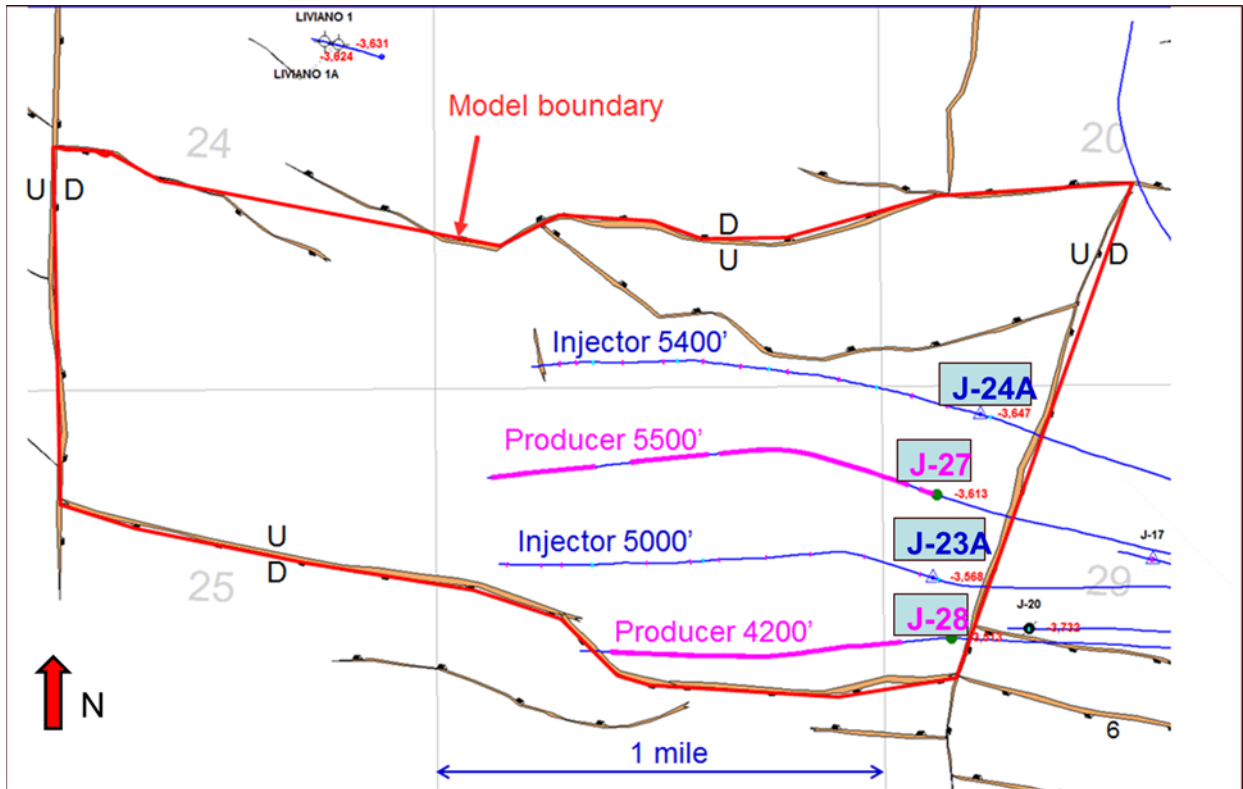 LIVIANO 1
-3,631
-3,624
LIVIANO 1A
Model boundary
24
20
U D
D
U
U D
Injector 5400’
J-24A
-3,647
Producer 5500’
J-27
-3,613
Injector 5000’
J-23A
-3,568
J-17
U
D
25
29
J-28
J-20
-3,732
Producer 4200’
N
6
1 mile